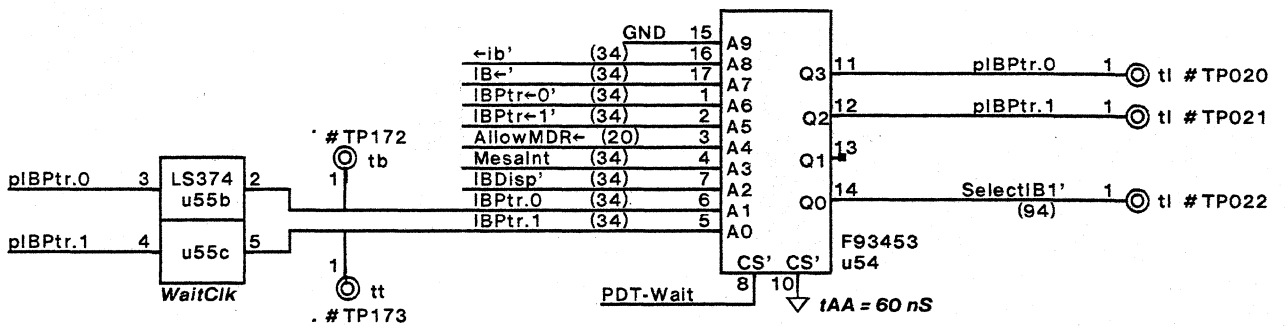 GND 15 A9
←ib' (34) 16 A8
IB←' (34) 17 A7
IBPtr←0' (34) 1 A6
IBPtr←1' (34) 2 A5
AllowMDR← (20) 3 A4
MesaInt (34) 4 A3
IBDisp' (34) 7 A2
IBPtr.0 (34) 6 A1
IBPtr.1 (34) 5 A0
Q3 11 pIBPtr.0 1 tl #TP020
Q2 12 pIBPtr.1 1 tl #TP021
Q1 13
Q0 14 SelectIB1' 1 tl #TP022
(94)
F93453
u54
CS' CS'
8 10
PDT-Wait
tAA = 60 nS
#TP172
tb
1
pIBPtr.0 3 LS374 2
u55b
pIBPtr.1 4 u55c 5
WaitClk
1
tt
#TP173